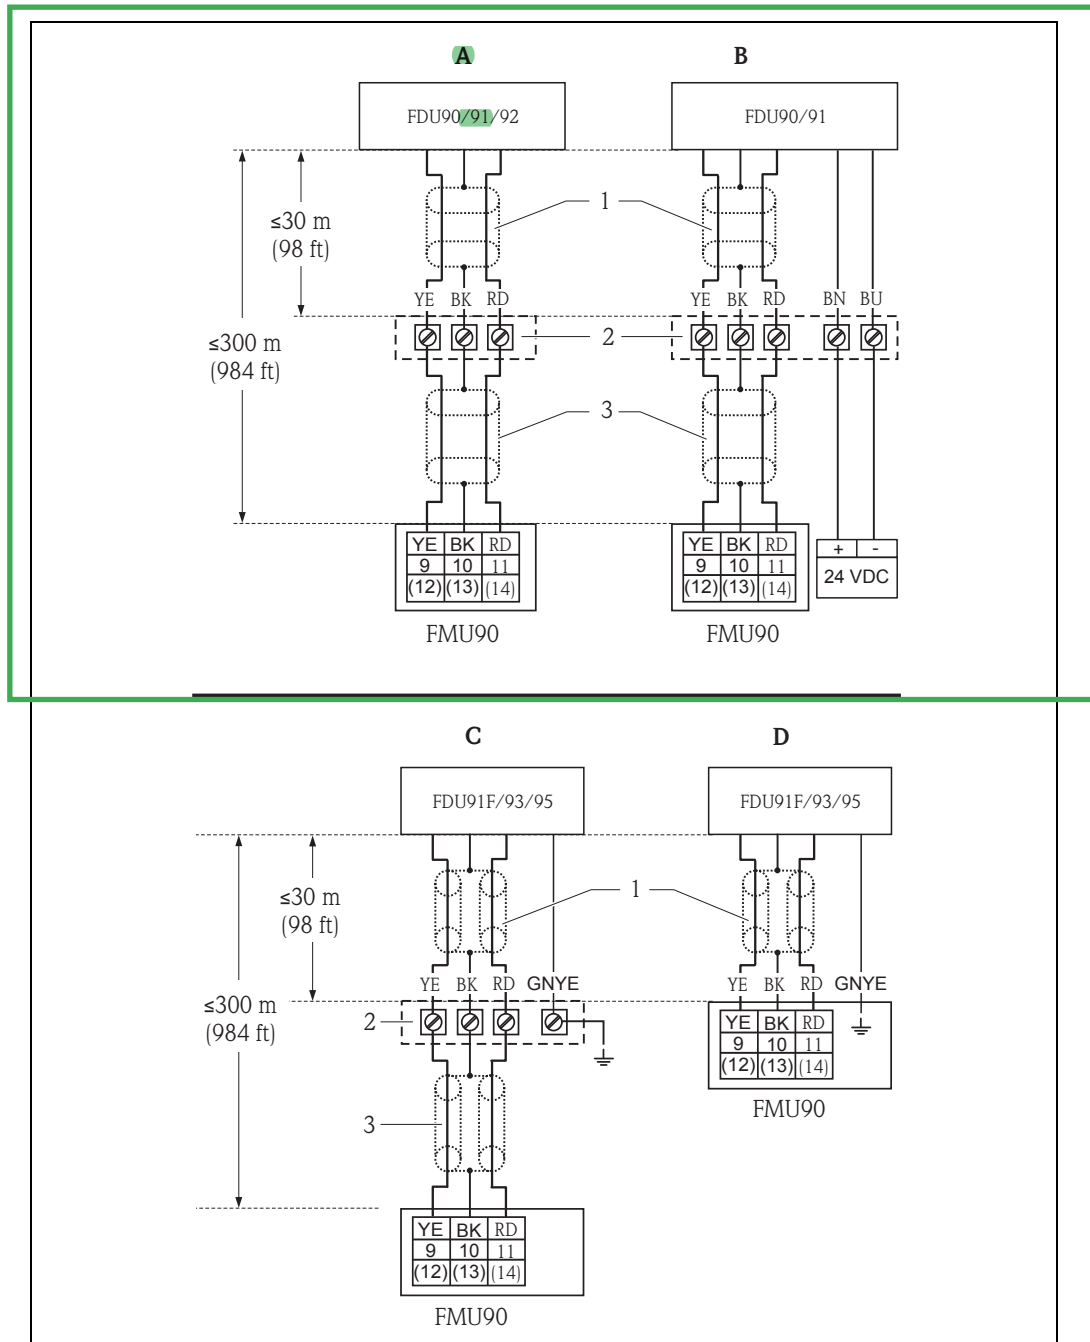 A B
FDU90/91/92 FDU90/91
≤30 m
(98 ft)
1
YE BK RD YE BK RD BN BU
≤300 m
(984 ft)
2
3
YE BK RD YE BK RD + -
9 10 11 9 10 11 24 VDC
(12) (13) (14) (12) (13) (14)
FMU90 FMU90
C D
FDU91F/93/95 FDU91F/93/95
≤30 m
(98 ft)
1
YE BK RD GNYE YE BK RD GNYE
≤300 m
(984 ft)
2
YE BK RD
9 10 11
(12) (13) (14)
FMU90
3
YE BK RD
9 10 11
(12) (13) (14)
FMU90